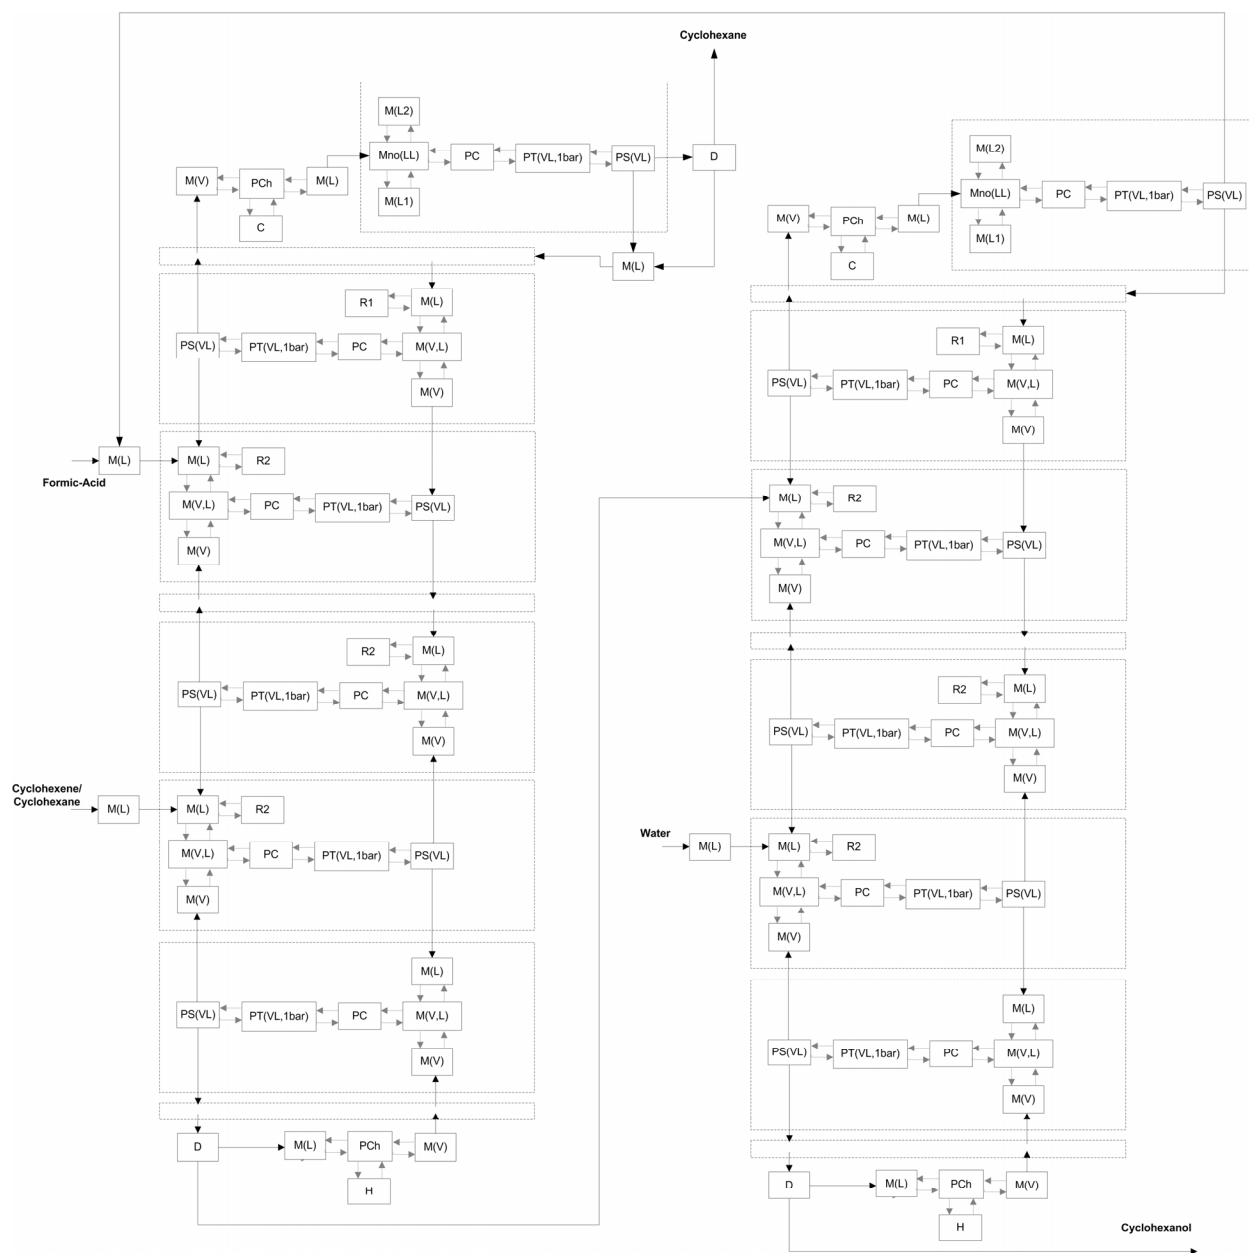 Cyclohexane
M(L2)
Mno(LL) PC PT(VL,1bar) PS(VL) D
M(L1)
M(V) PCh M(L)
C
M(L)
M(L2)
Mno(LL) PC PT(VL,1bar) PS(VL)
M(L1)
M(V) PCh M(L)
C
R1 M(L)
PS(VL) PT(VL,1bar) PC M(V,L)
M(V)
M(L) M(L) R2
Formic-Acid
M(V,L) PC PT(VL,1bar) PS(VL)
M(V)
R2 M(L)
PS(VL) PT(VL,1bar) PC M(V,L)
M(V)
Cyclohexene/
Cyclohexane
M(L) M(L) R2
M(V,L) PC PT(VL,1bar) PS(VL)
M(V)
M(L)
PS(VL) PT(VL,1bar) PC M(V,L)
M(V)
D M(L) PCh M(V)
H
R1 M(L)
PS(VL) PT(VL,1bar) PC M(V,L)
M(V)
M(L) R2
M(V,L) PC PT(VL,1bar) PS(VL)
M(V)
R2 M(L)
PS(VL) PT(VL,1bar) PC M(V,L)
M(V)
Water
M(L) M(L) R2
M(V,L) PC PT(VL,1bar) PS(VL)
M(V)
M(L)
PS(VL) PT(VL,1bar) PC M(V,L)
M(V)
D M(L) PCh M(V)
H
Cyclohexanol